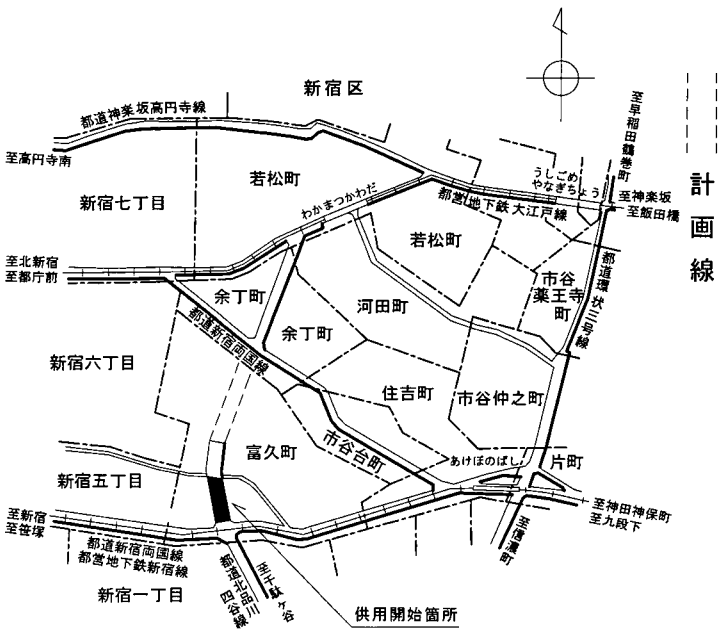 新宿区
都道神楽坂高円寺線
至高円寺南
至早稲田鶴巻町
計画線
うしごめ
やなぎちょう
至神楽坂
至飯田橋
都営地下鉄大江戸線
若松町
新宿七丁目
わかまつかわだ
若松町
至北新宿
至都庁前
市谷
薬王寺
町
都道環状三号線
余丁町
河田町
余丁町
都道新宿両国線
新宿六丁目
住吉町
市谷仲之町
富久町
市谷台町
あけぼのばし
片町
新宿五丁目
至新宿
至笹塚
至神田神保町
至九段下
至信濃町
都道新宿両国線
都営地下鉄新宿線
都道北品川
四谷線
至千駄ヶ谷
新宿一丁目
供用開始箇所